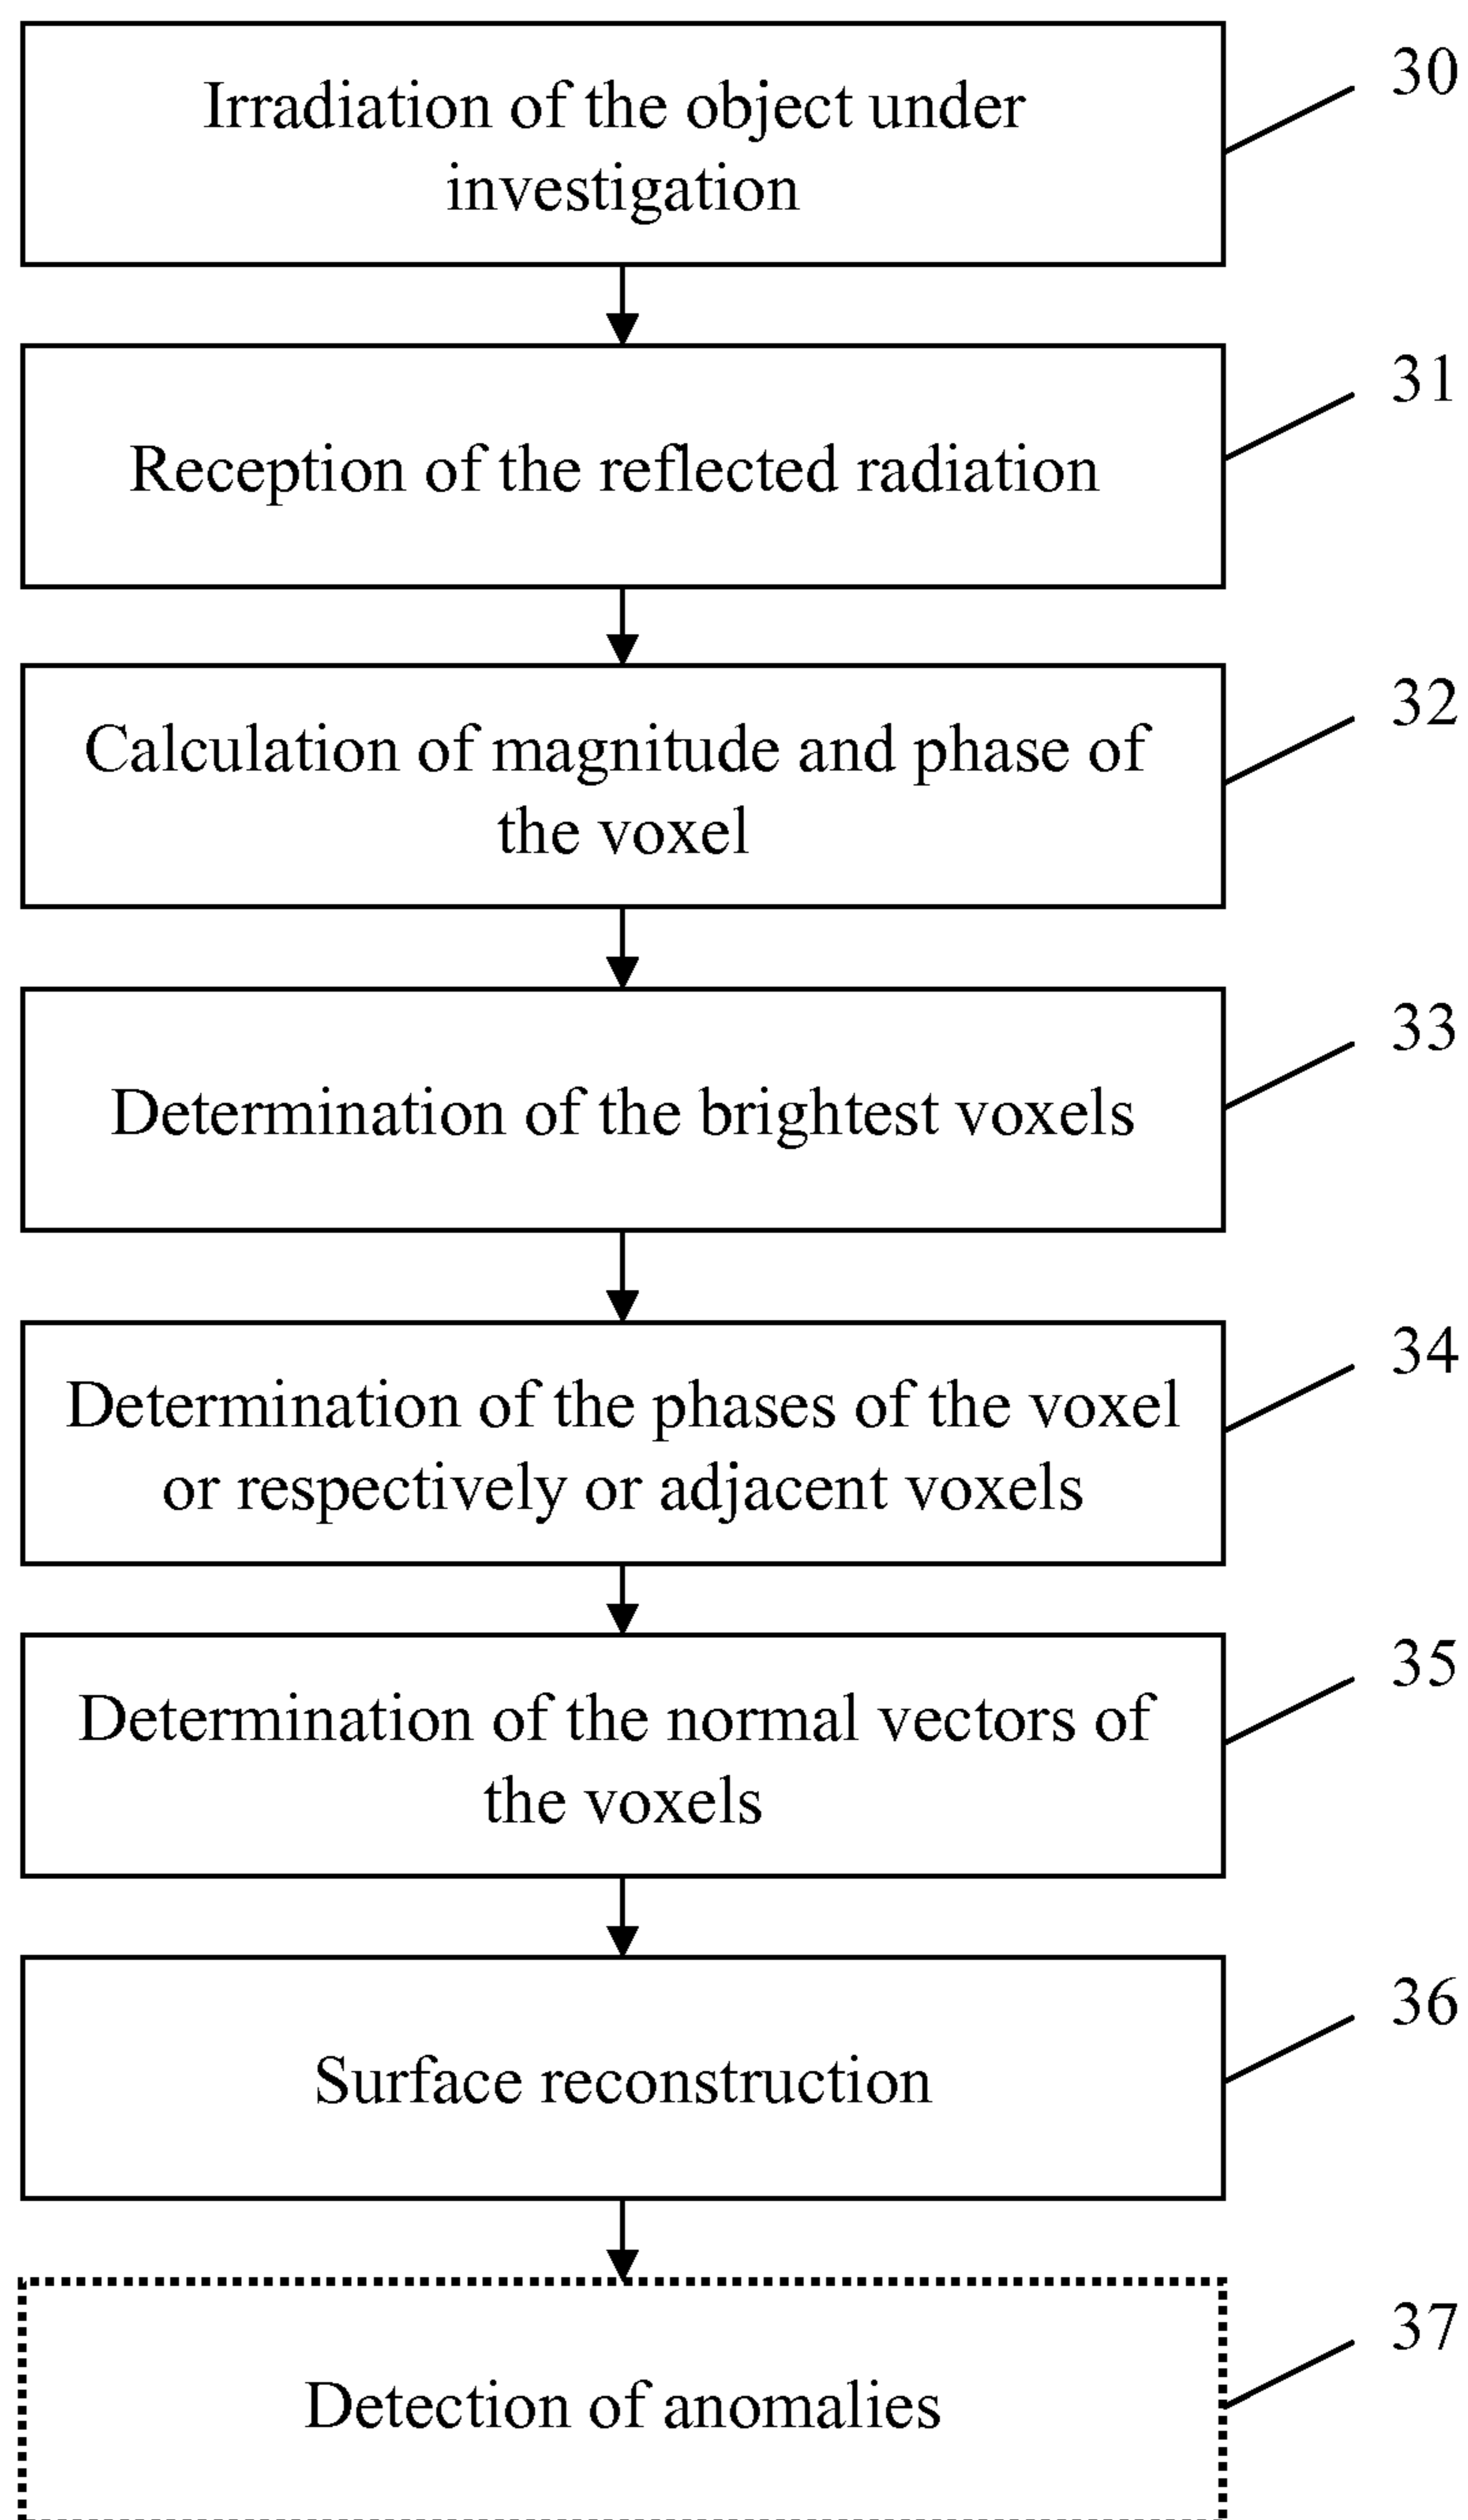 30
Irradiation of the object under
investigation
31
Reception of the reflected radiation
32
Calculation of magnitude and phase of
the voxel
33
Determination of the brightest voxels
34
Determination of the phases of the voxel
or respectively or adjacent voxels
35
Determination of the normal vectors of
the voxels
36
Surface reconstruction
37
Detection of anomalies